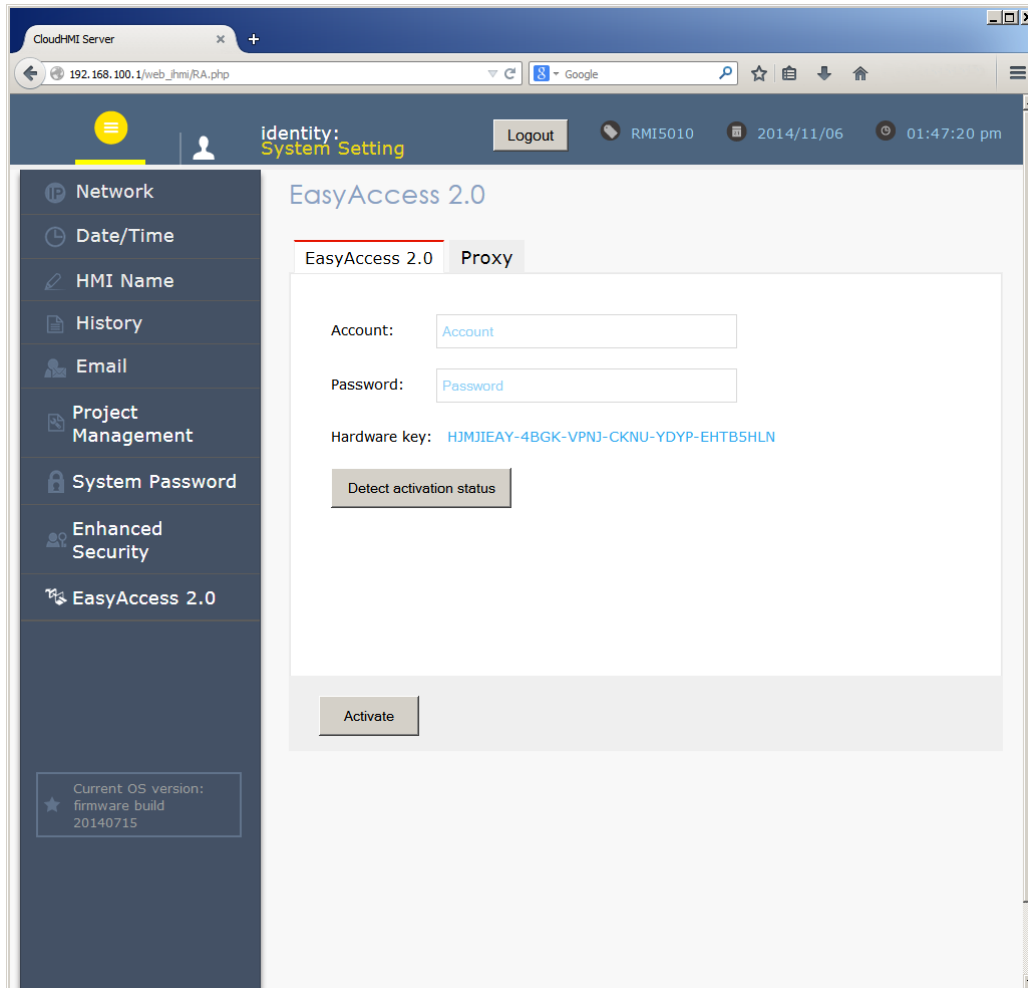 CloudHMI Server
192.168.100.1/web_ihmi/RA.php
8
Google
identity:
System Setting
Logout
RMI5010
2014/11/06
01:47:20 pm
IP
Network
Date/Time
HMI Name
History
Email
Project
Management
System Password
Enhanced
Security
EasyAccess 2.0
Current OS version:
firmware build
20140715
EasyAccess 2.0
EasyAccess 2.0
Proxy
Account:
Account
Password:
Password
Hardware key:
HJMJIEAY-4BGK-VPNJ-CKNU-YDYP-EHTB5HLN
Detect activation status
Activate